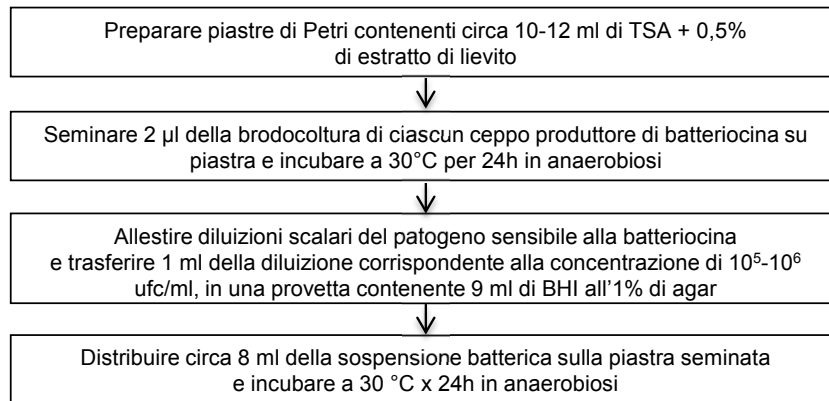 Preparare piastre di Petri contenenti circa 10-12 ml di TSA + 0,5%
di estratto di lievito
Seminare 2 µl della brodocoltura di ciascun ceppo produttore di batteriocina su
piastra e incubare a 30°C per 24h in anaerobiosi
Allestire diluizioni scalari del patogeno sensibile alla batteriocina
e trasferire 1 ml della diluizione corrispondente alla concentrazione di 10⁵-10⁶
ufc/ml, in una provetta contenente 9 ml di BHI all'1% di agar
Distribuire circa 8 ml della sospensione batterica sulla piastra seminata
e incubare a 30 °C x 24h in anaerobiosi